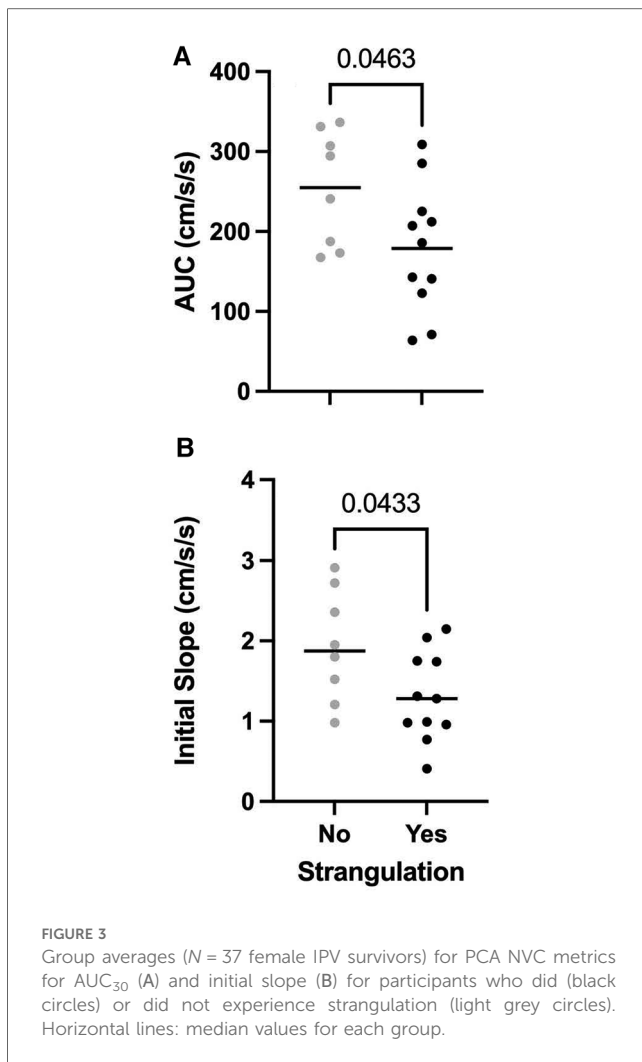 A
0.0463
400
300
200
100
0
AUC (cm/s/s)
B
0.0433
4
3
2
1
0
Initial Slope (cm/s/s)
No Yes
Strangulation
FIGURE 3
Group averages (N = 37 female IPV survivors) for PCA NVC metrics
for AUC30 (A) and initial slope (B) for participants who did (black
circles) or did not experience strangulation (light grey circles).
Horizontal lines: median values for each group.